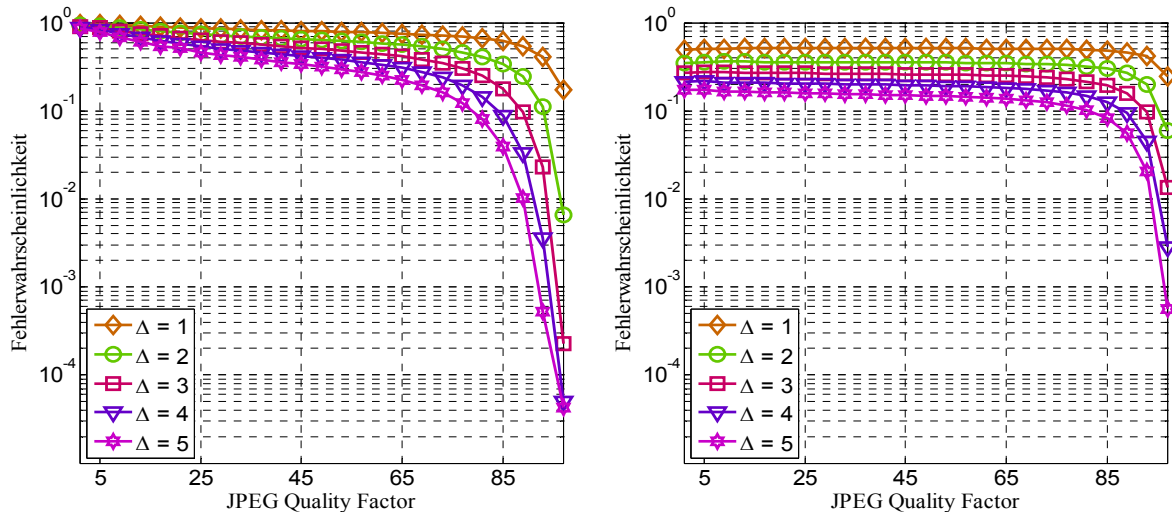 10^0
10^-1
10^-2
10^-3
10^-4
Fehlerwahrscheinlichkeit
Δ = 1
Δ = 2
Δ = 3
Δ = 4
Δ = 5
5 25 45 65 85
JPEG Quality Factor
10^0
10^-1
10^-2
10^-3
10^-4
Fehlerwahrscheinlichkeit
Δ = 1
Δ = 2
Δ = 3
Δ = 4
Δ = 5
5 25 45 65 85
JPEG Quality Factor